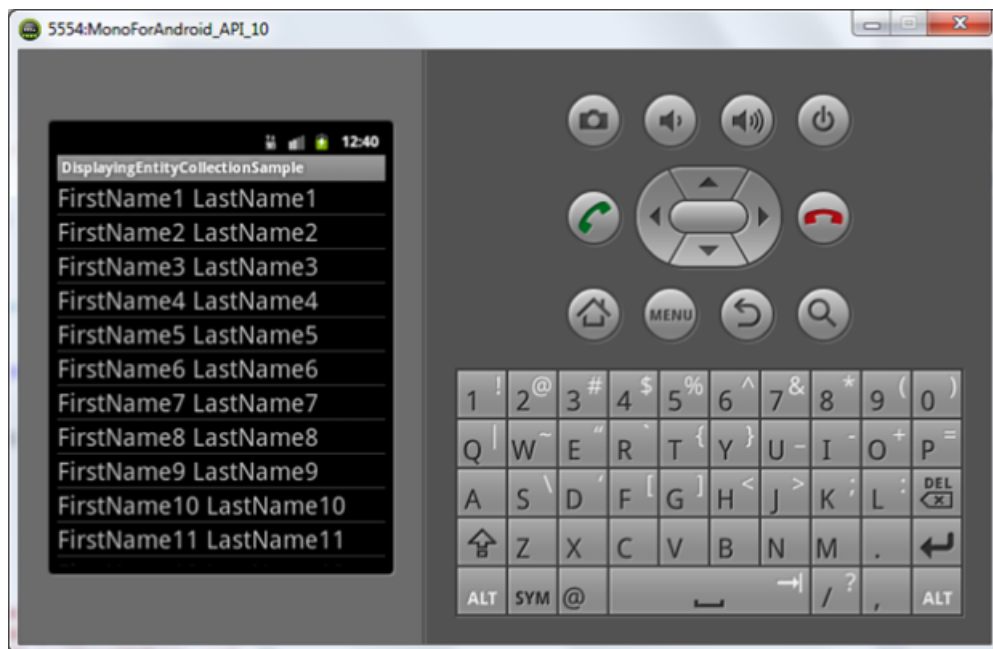 5554:MonoForAndroid_API_10
12:40
DisplayingEntityCollectionSample
FirstName1 LastName1
FirstName2 LastName2
FirstName3 LastName3
FirstName4 LastName4
FirstName5 LastName5
FirstName6 LastName6
FirstName7 LastName7
FirstName8 LastName8
FirstName9 LastName9
FirstName10 LastName10
FirstName11 LastName11
MENU
1 ! 2 @ 3 # 4 $ 5 % 6 ^ 7 & 8 * 9 ( 0 )
Q | W ~ E " R ` T { Y } U _ I - O + P =
A S \ D ' F [ G ] H < J > K ; L : DEL
Z X C V B N M .
ALT SYM @ / ? , ALT